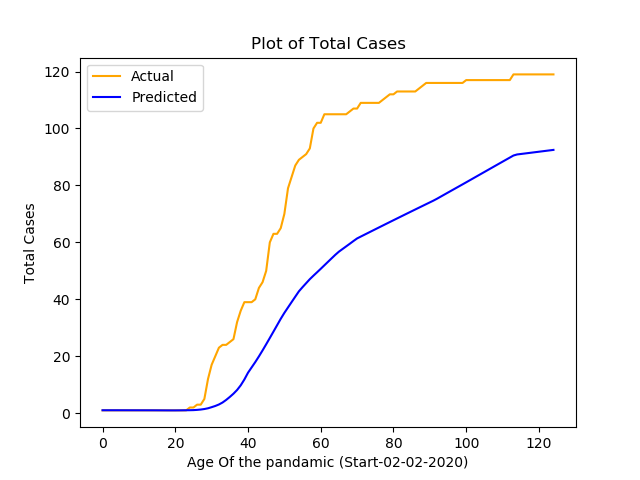 Plot of Total Cases
Actual
Predicted
120
100
80
60
40
20
0
Total Cases
0 20 40 60 80 100 120
Age Of the pandamic (Start-02-02-2020)